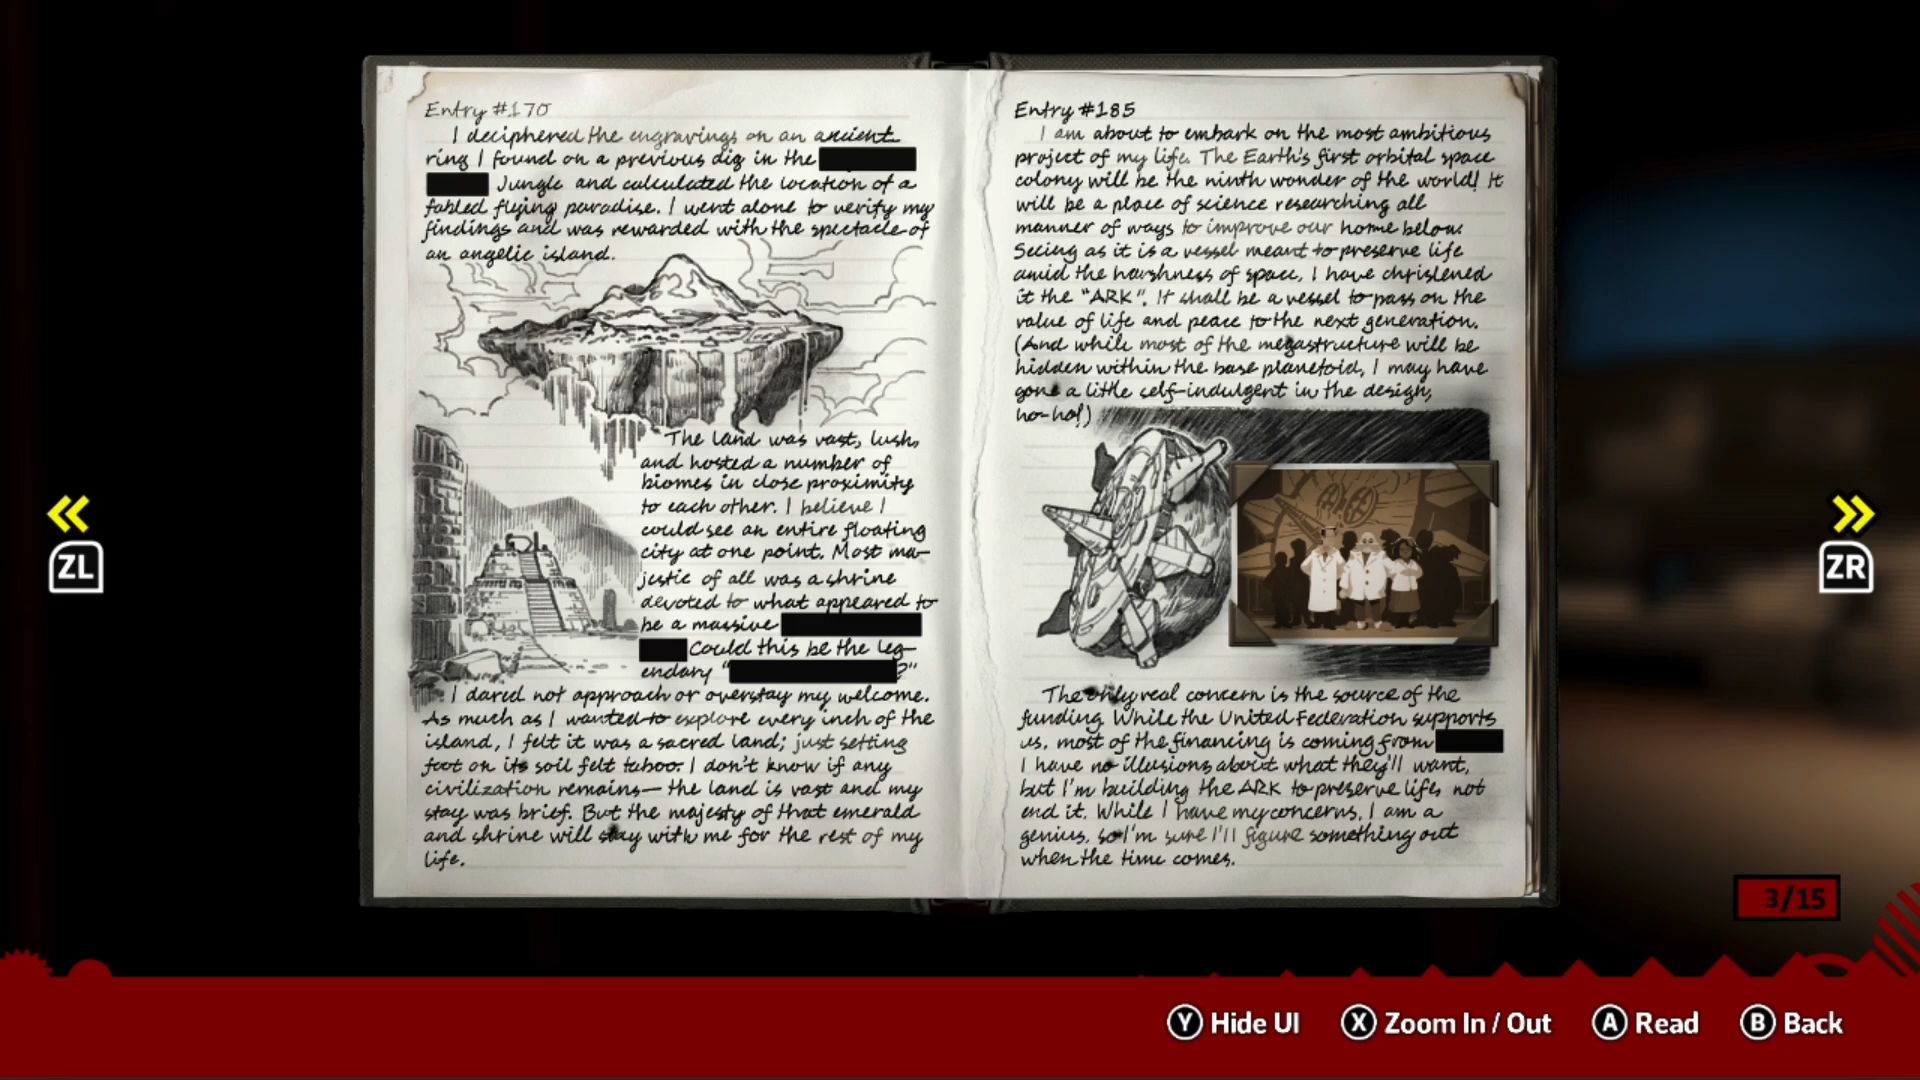 Entry #170
I deciphered the engravings on an ancient
ring I found on a previous dig in the
Jungle and calculated the location of a
fabled flying paradise. I went alone to verify my
findings and was rewarded with the spectacle of
an angelic island.
The land was vast, lush,
and hosted a number of
biomes in close proximity
to each other. I believe I
could see an entire floating
city at one point. Most ma-
jestic of all was a shrine
devoted to what appeared to
be a massive
Could this be the leg-
endary "?"
I dared not approach or overstay my welcome.
As much as I wanted to explore every inch of the
island, I felt it was a sacred land; just setting
foot on its soil felt taboo. I don't know if any
civilization remains— the land is vast and my
stay was brief. But the majesty of that emerald
and shrine will stay with me for the rest of my
life.
Entry #185
I am about to embark on the most ambitious
project of my life. The Earth's first orbital space
colony will be the ninth wonder of the world! It
will be a place of science researching all
manner of ways to improve our home below.
Seeing as it is a vessel meant to preserve life
amid the harshness of space, I have christened
it the "ARK". It shall be a vessel to pass on the
value of life and peace to the next generation.
(And while most of the megastructure will be
hidden within the base planetoid, I may have
gone a little self-indulgent in the design,
ho-ho!)
The only real concern is the source of the
funding. While the United Federation supports
us, most of the financing is coming from
I have no illusions about what they'll want,
but I'm building the ARK to preserve life, not
end it. While I have my concerns, I am a
genius, so I'm sure I'll figure something out
when the time comes.
ZL
ZR
3/15
Y Hide UI X Zoom In / Out A Read B Back